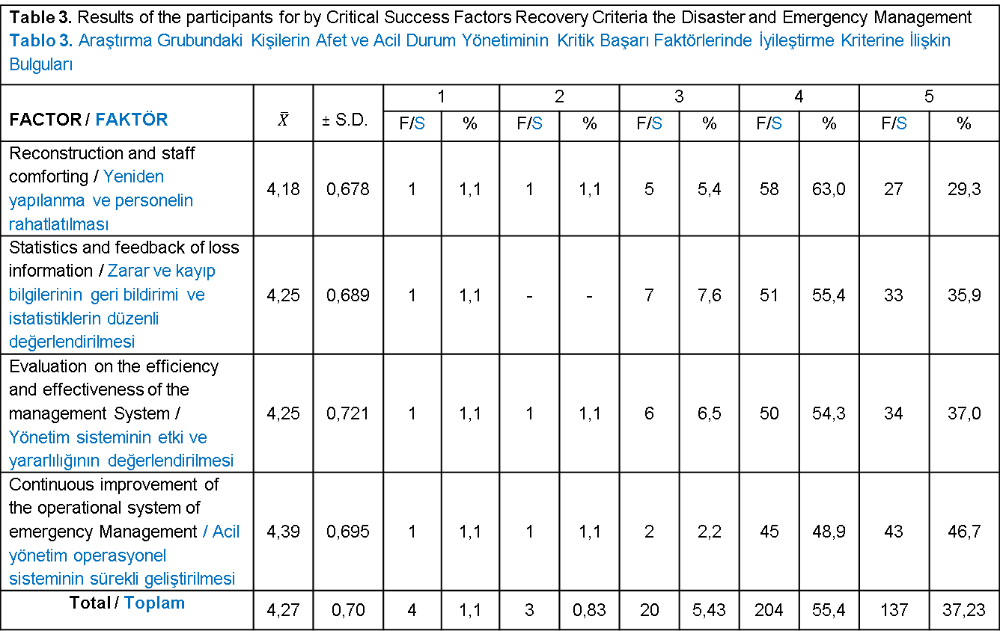 Table 3. Results of the participants for by Critical Success Factors Recovery Criteria the Disaster and Emergency Management
Tablo 3. Araştırma Grubundaki Kişilerin Afet ve Acil Durum Yönetiminin Kritik Başarı Faktörlerinde İyileştirme Kriterine İlişkin
Bulguları
FACTOR / FAKTÖR X̄ ± S.D. 1 2 3 4 5
F/S % F/S % F/S % F/S % F/S %
Reconstruction and staff
comforting / Yeniden
yapılanma ve personelin
rahatlatılması
4,18 0,678 1 1,1 1 1,1 5 5,4 58 63,0 27 29,3
Statistics and feedback of loss
information / Zarar ve kayıp
bilgilerinin geri bildirimi ve
istatistiklerin düzenli
değerlendirilmesi
4,25 0,689 1 1,1 - - 7 7,6 51 55,4 33 35,9
Evaluation on the efficiency
and effectiveness of the
management System /
Yönetim sisteminin etki ve
yararlılığının değerlendirilmesi
4,25 0,721 1 1,1 1 1,1 6 6,5 50 54,3 34 37,0
Continuous improvement of
the operational system of
emergency Management / Acil
yönetim operasyonel
sisteminin sürekli geliştirilmesi
4,39 0,695 1 1,1 1 1,1 2 2,2 45 48,9 43 46,7
Total / Toplam 4,27 0,70 4 1,1 3 0,83 20 5,43 204 55,4 137 37,23